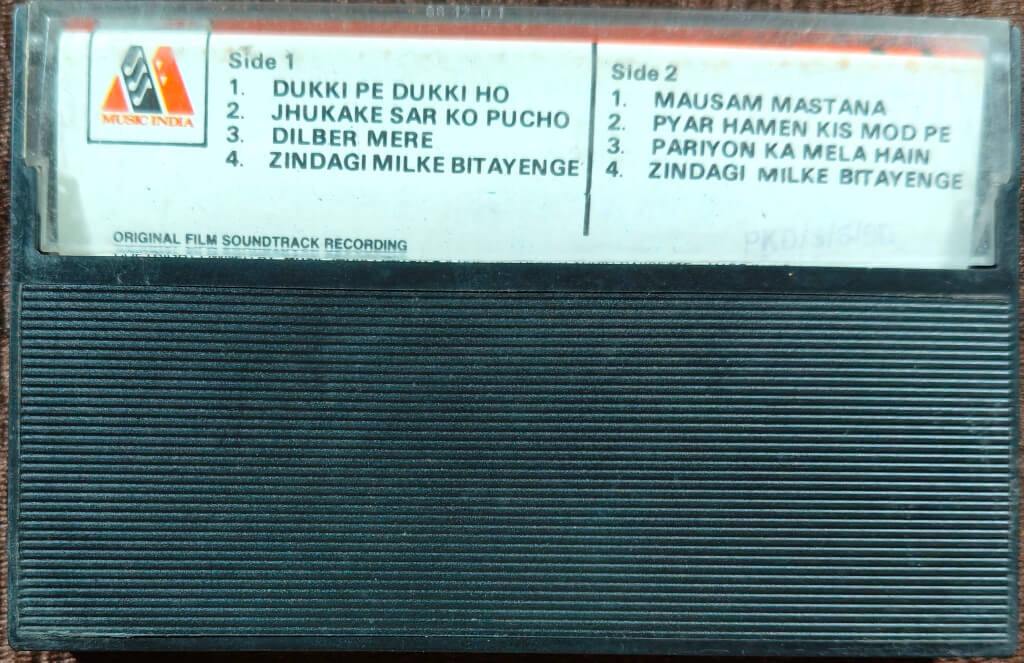 MUSIC INDIA
Side 1
1. DUKKI PE DUKKI HO
2. JHUKAKE SAR KO PUCHO
3. DILBER MERE
4. ZINDAGI MILKE BITAYENGE
Side 2
1. MAUSAM MASTANA
2. PYAR HAMEN KIS MOD PE
3. PARIYON KA MELA HAIN
4. ZINDAGI MILKE BITAYENGE
ORIGINAL FILM SOUNDTRACK RECORDING